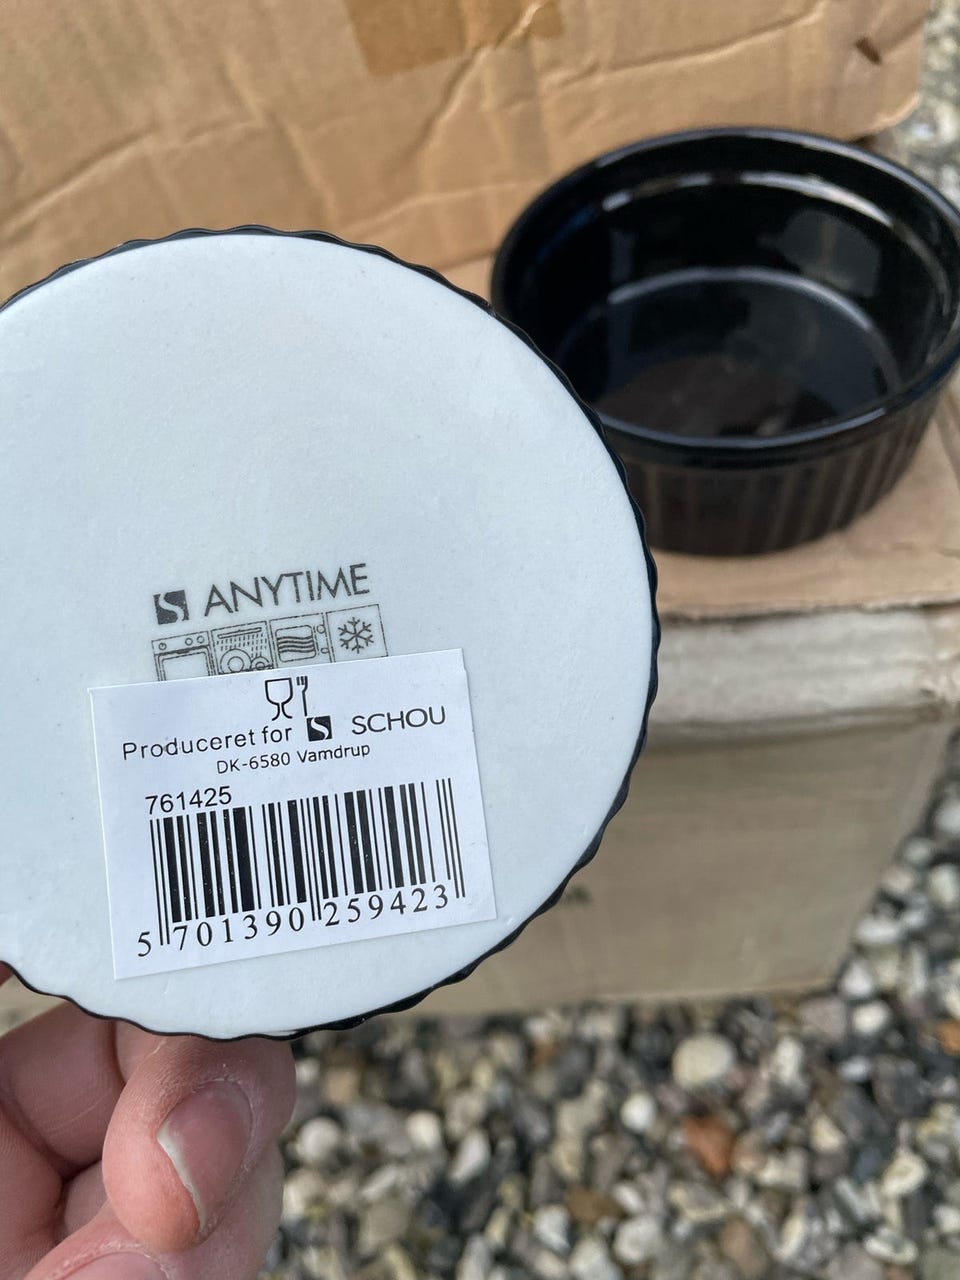 S ANYTIME
Produceret for S SCHOU
DK-6580 Vamdrup
761425
5 701390 259423